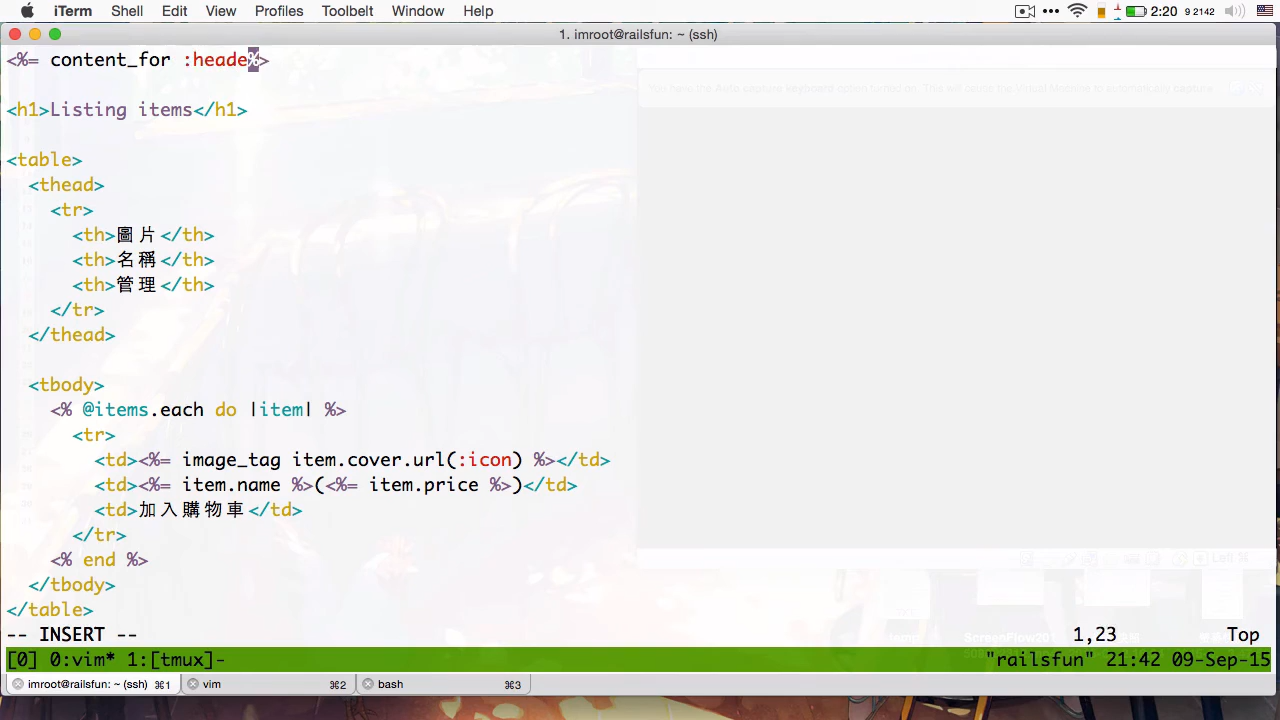 iTerm Shell Edit View Profiles Toolbelt Window Help 2:20 9 2142
1. imroot@railsfun: ~ (ssh)
<%= content_for :heade%>
<h1>Listing items</h1>
<table>
<thead>
<tr>
<th>圖片</th>
<th>名稱</th>
<th>管理</th>
</tr>
</thead>
<tbody>
<% @items.each do |item| %>
<tr>
<td><%= image_tag item.cover.url(:icon) %></td>
<td><%= item.name %>(<%= item.price %>)</td>
<td>加入購物車</td>
</tr>
<% end %>
</tbody>
</table>
-- INSERT -- 1,23 Top
[0] 0:vim* 1:[tmux]- "railsfun" 21:42 09-Sep-15
imroot@railsfun: ~ (ssh) ⌘1 vim ⌘2 bash ⌘3